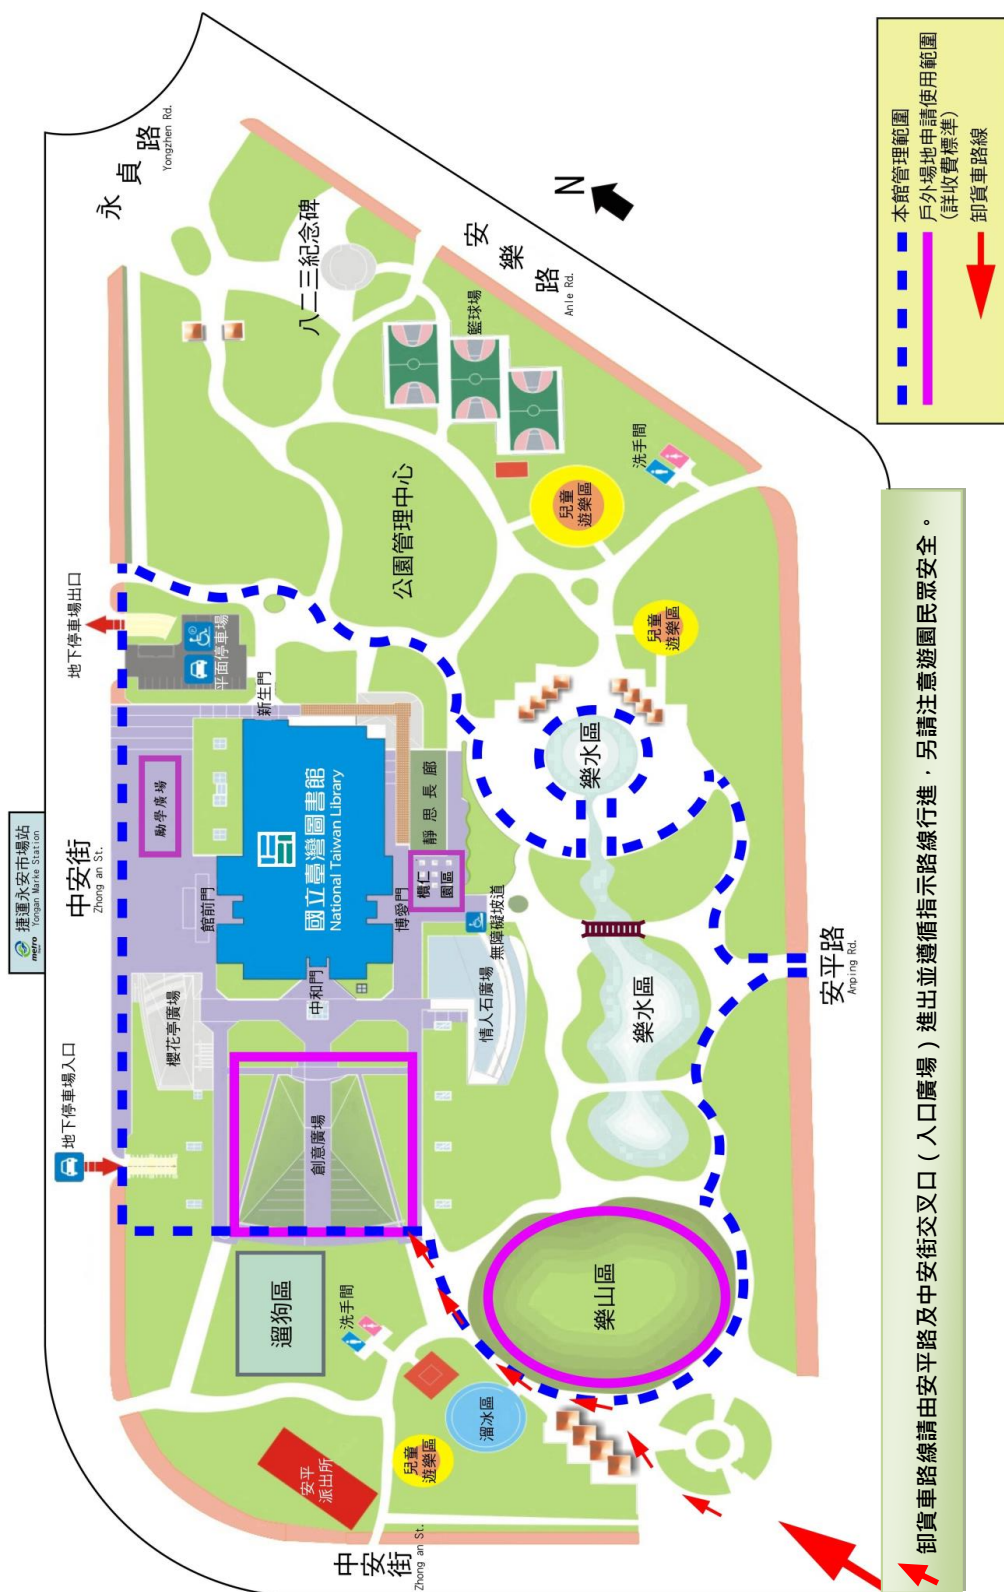 捷運永安市場站
metro Yongan Marke Station
中安街
Zhong an St.
永貞路
Yongzhen Rd.
安樂路
Anle Rd.
N
八二三紀念碑
籃球場
公園管理中心
兒童
遊樂區
洗手間
兒童
遊樂區
地下停車場出口
平面停車場
新生門
勵學廣場
館前門
國立臺灣圖書館
National Taiwan Library
靜思長廊
欖仁
園區
博愛門
無障礙坡道
中和門
櫻花亭廣場
情人石廣場
地下停車場入口
創意廣場
樂水區
樂水區
安平路
Anping Rd.
樂山區
遛狗區
洗手間
溜冰區
兒童
遊樂區
安平
派出所
中安街
Zhong an St.
本館管理範圍
戶外場地申請使用範圍
(詳收費標準)
卸貨車路線
卸貨車路線請由安平路及中安街交叉口(入口廣場)進出並遵循指示路線行進，另請注意遊園民眾安全。